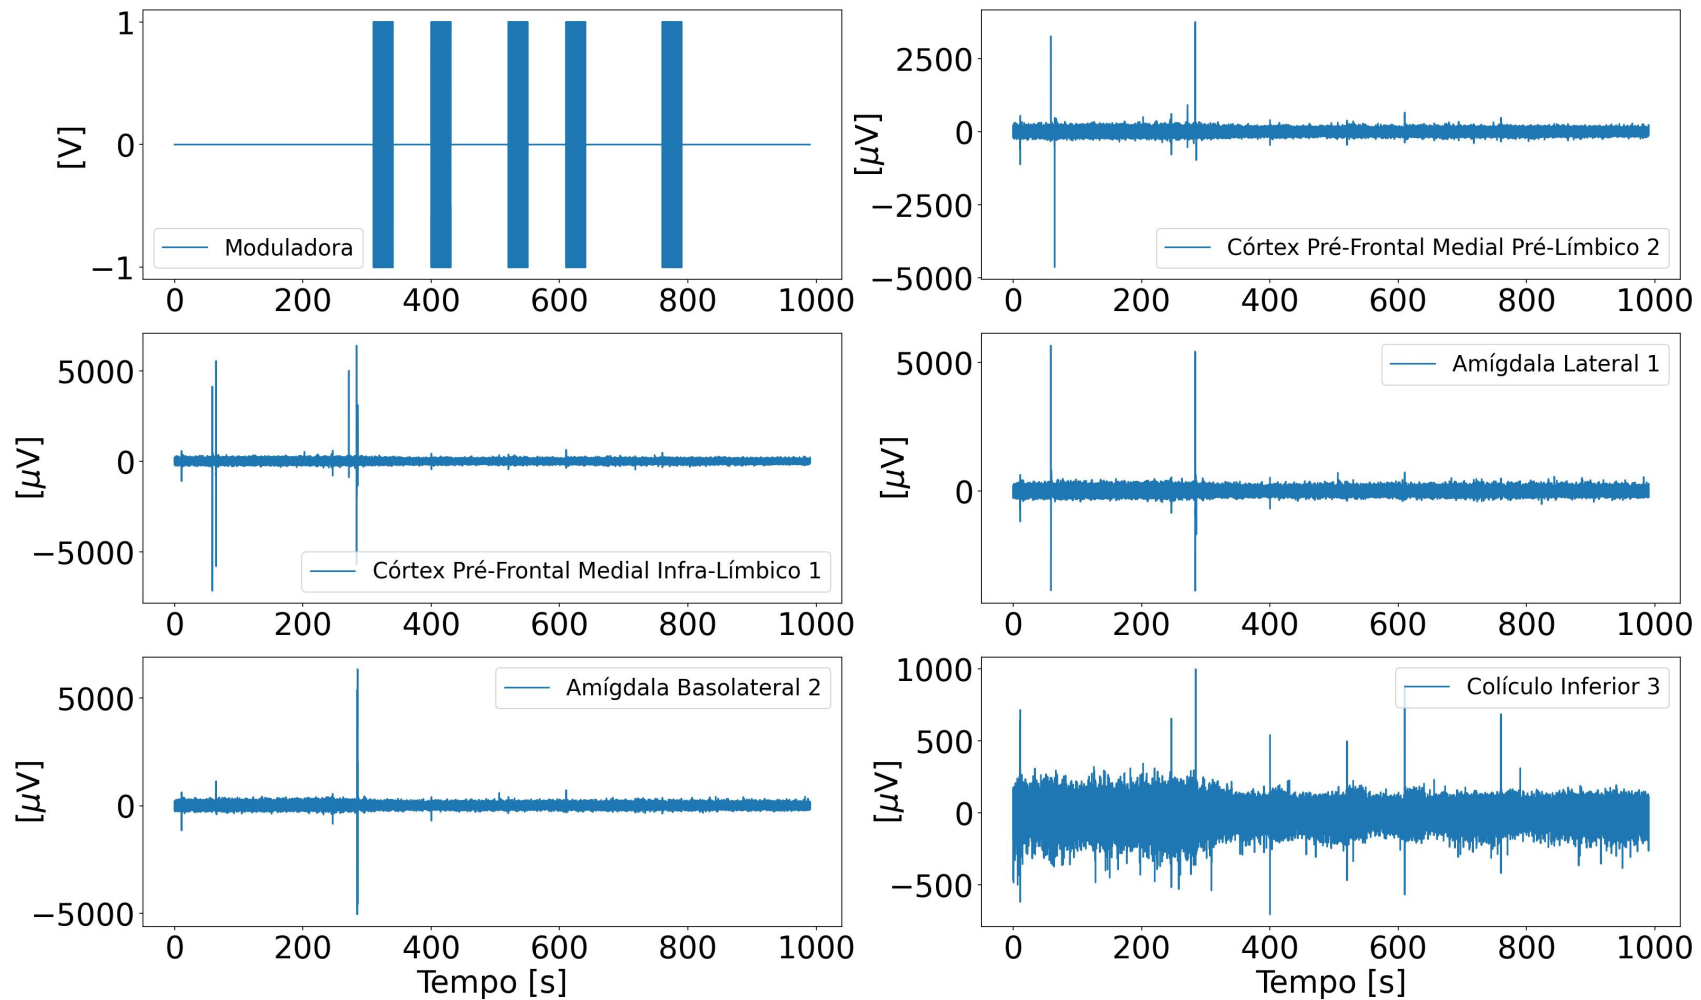 1
0
−1
[V]
Moduladora
0 200 400 600 800 1000
2500
0
−2500
−5000
[µV]
Córtex Pré-Frontal Medial Pré-Límbico 2
0 200 400 600 800 1000
5000
0
−5000
[µV]
Córtex Pré-Frontal Medial Infra-Límbico 1
0 200 400 600 800 1000
5000
0
[µV]
Amígdala Lateral 1
0 200 400 600 800 1000
5000
0
−5000
[µV]
Amígdala Basolateral 2
0 200 400 600 800 1000
Tempo [s]
1000
500
0
−500
[µV]
Colículo Inferior 3
0 200 400 600 800 1000
Tempo [s]